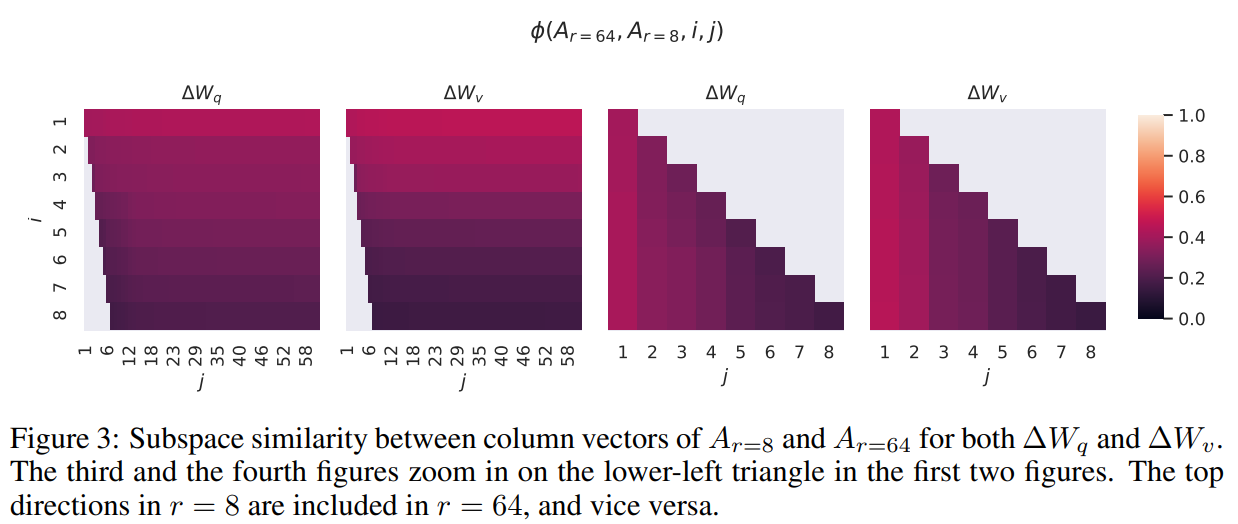 ϕ(A_{r=64}, A_{r=8}, i, j)
ΔW_q ΔW_v ΔW_q ΔW_v
i
1 2 3 4 5 6 7 8
1 6 12 18 23 29 35 40 46 52 58
j
1 6 12 18 23 29 35 40 46 52 58
j
1 2 3 4 5 6 7 8
j
1 2 3 4 5 6 7 8
j
1.0
0.8
0.6
0.4
0.2
0.0
Figure 3: Subspace similarity between column vectors of A_{r=8} and A_{r=64} for both ΔW_q and ΔW_v.
The third and the fourth figures zoom in on the lower-left triangle in the first two figures. The top
directions in r = 8 are included in r = 64, and vice versa.